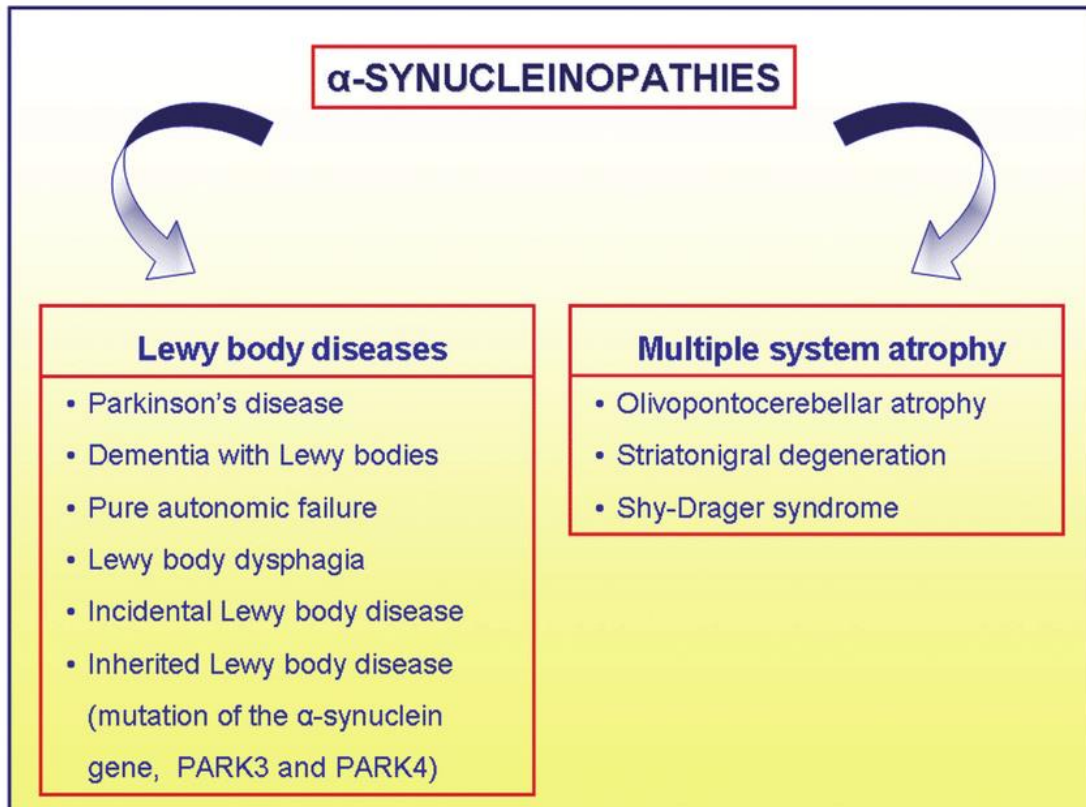 α-SYNUCLEINOPATHIES
Lewy body diseases
• Parkinson's disease
• Dementia with Lewy bodies
• Pure autonomic failure
• Lewy body dysphagia
• Incidental Lewy body disease
• Inherited Lewy body disease
(mutation of the α-synuclein
gene, PARK3 and PARK4)
Multiple system atrophy
• Olivopontocerebellar atrophy
• Striatonigral degeneration
• Shy-Drager syndrome